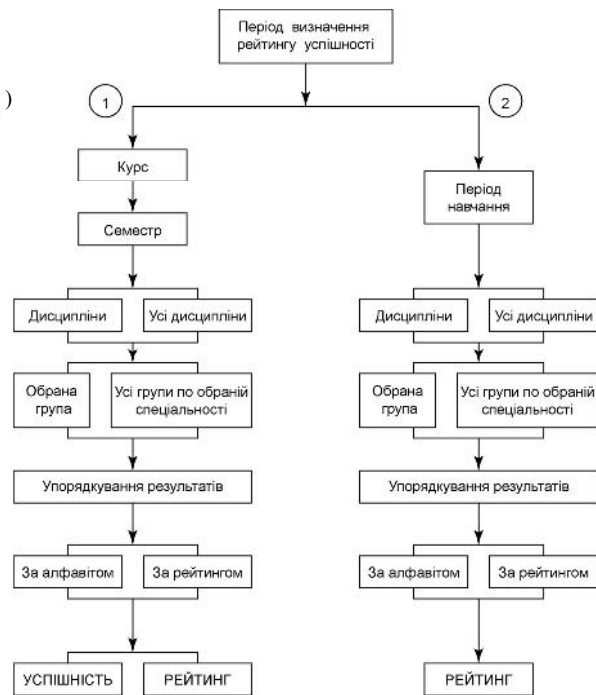 Період визначення
рейтингу успішності
)
1
2
Курс
Період
навчання
Семестр
Дисципліни
Усі дисципліни
Дисципліни
Усі дисципліни
Обрана
група
Усі групи по обраній
спеціальності
Обрана
група
Усі групи по обраній
спеціальності
Упорядкування результатів
Упорядкування результатів
За алфавітом
За рейтингом
За алфавітом
За рейтингом
УСПІШНІСТЬ
РЕЙТИНГ
РЕЙТИНГ